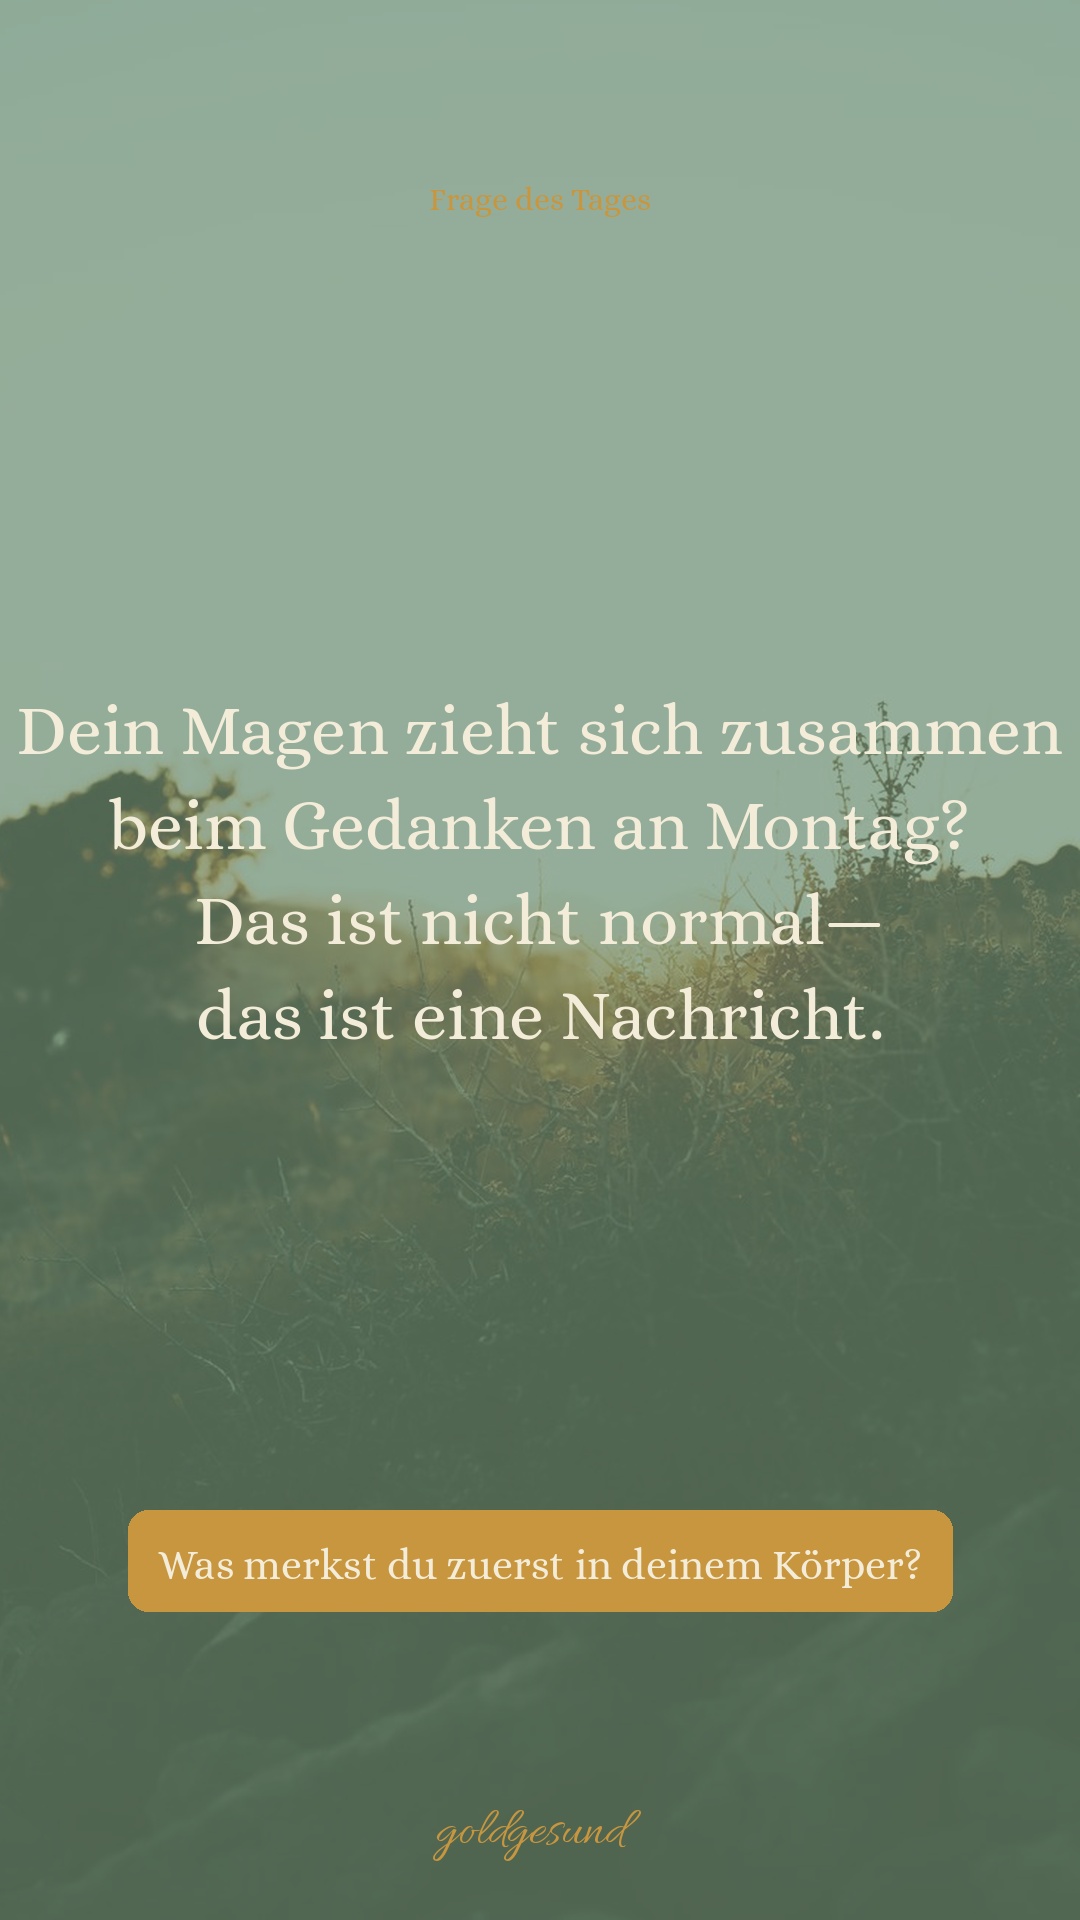 Frage des Tages
Dein Magen zieht sich zusammen
beim Gedanken an Montag?
Das ist nicht normal—
das ist eine Nachricht.
Was merkst du zuerst in deinem Körper?
goldgesund